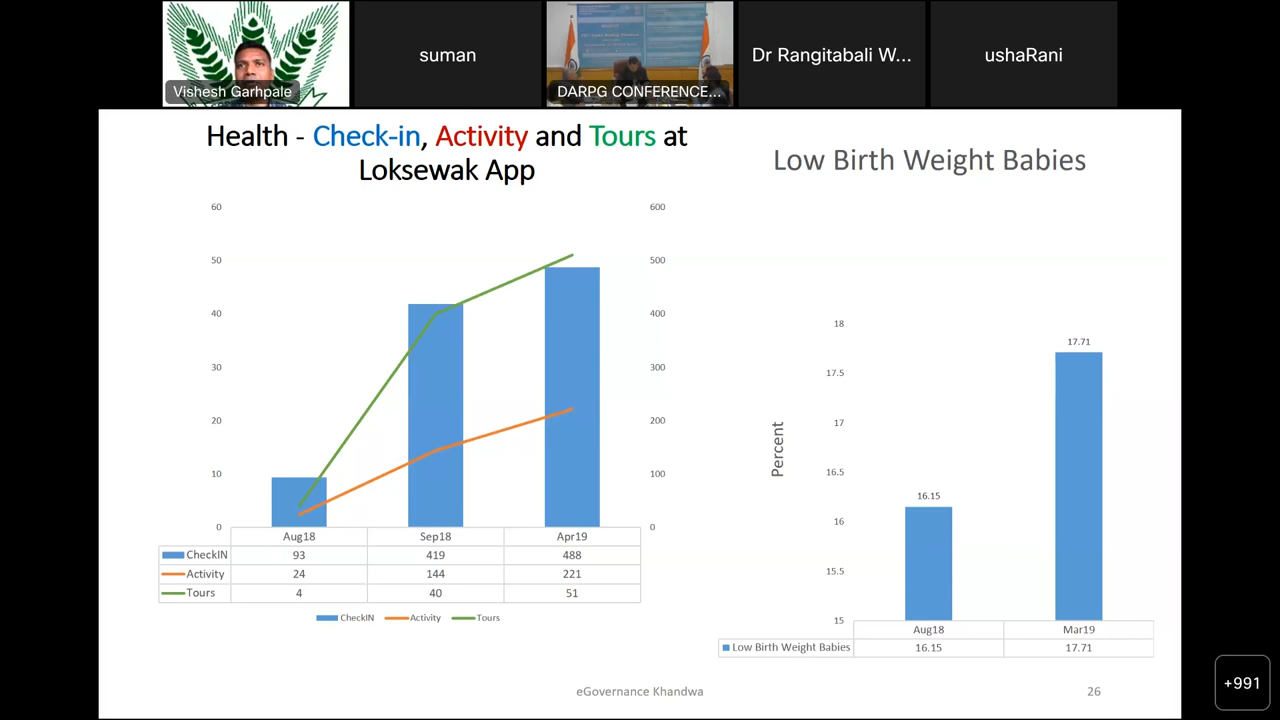 Vishesh Garhpale
suman
DARPG CONFERENCE...
Dr Rangitabali W...
ushaRani
Health - Check-in, Activity and Tours at
Loksewak App
60
50
40
30
20
10
0
600
500
400
300
200
100
0
Aug18 Sep18 Apr19
CheckIN 93 419 488
Activity 24 144 221
Tours 4 40 51
CheckIN Activity Tours
Low Birth Weight Babies
Percent
18
17.5
17
16.5
16
15.5
15
16.15
17.71
Aug18 Mar19
Low Birth Weight Babies 16.15 17.71
eGovernance Khandwa
26
+991